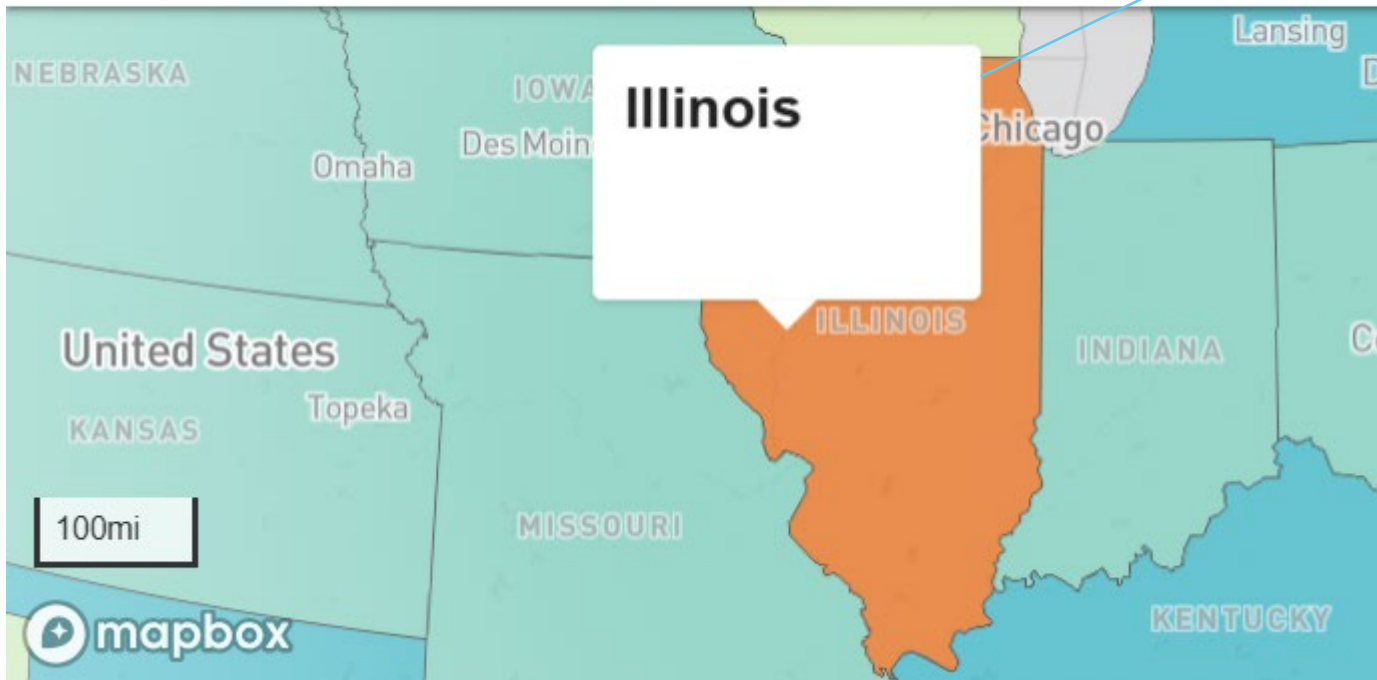 Lansing
NEBRASKA
IOWA
Illinois
Chicago
Des Moin
Omaha
ILLINOIS
United States
INDIANA
Topeka
KANSAS
100mi
MISSOURI
KENTUCKY
mapbox